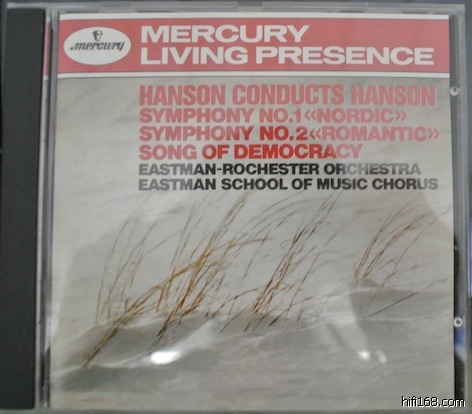 mercury
MERCURY
LIVING PRESENCE
HANSON CONDUCTS HANSON
SYMPHONY NO.1 «NORDIC»
SYMPHONY NO.2 «ROMANTIC»
SONG OF DEMOCRACY
EASTMAN-ROCHESTER ORCHESTRA
EASTMAN SCHOOL OF MUSIC CHORUS
hifi168.com